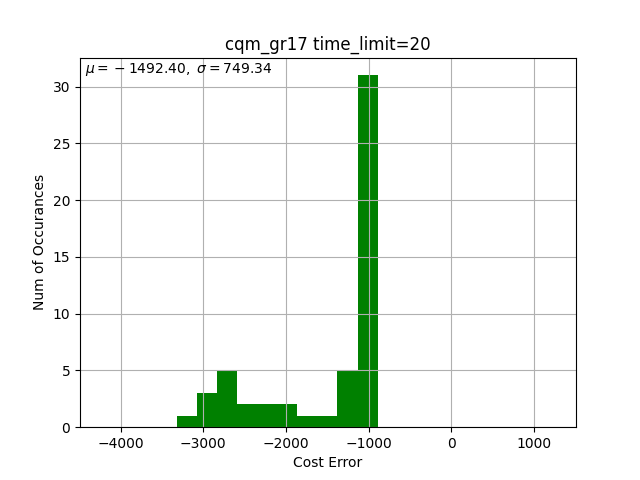 cqm_gr17 time_limit=20
μ = −1492.40, σ = 749.34
30
25
20
15
10
5
0
Num of Occurances
−4000 −3000 −2000 −1000 0 1000
Cost Error